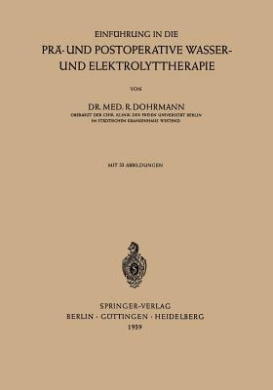 EINFÜHRUNG IN DIE
PRÄ- UND POSTOPERATIVE WASSER-
UND ELEKTROLYTTHERAPIE
VON
DR. MED. R. DOHRMANN
OBERARZT DER CHIR. KLINIK DER FREIEN UNIVERSITÄT BERLIN
IM STÄDTISCHEN KRANKENHAUS WESTEND
MIT 53 ABBILDUNGEN
SPRINGER-VERLAG
BERLIN · GÖTTINGEN · HEIDELBERG
1959